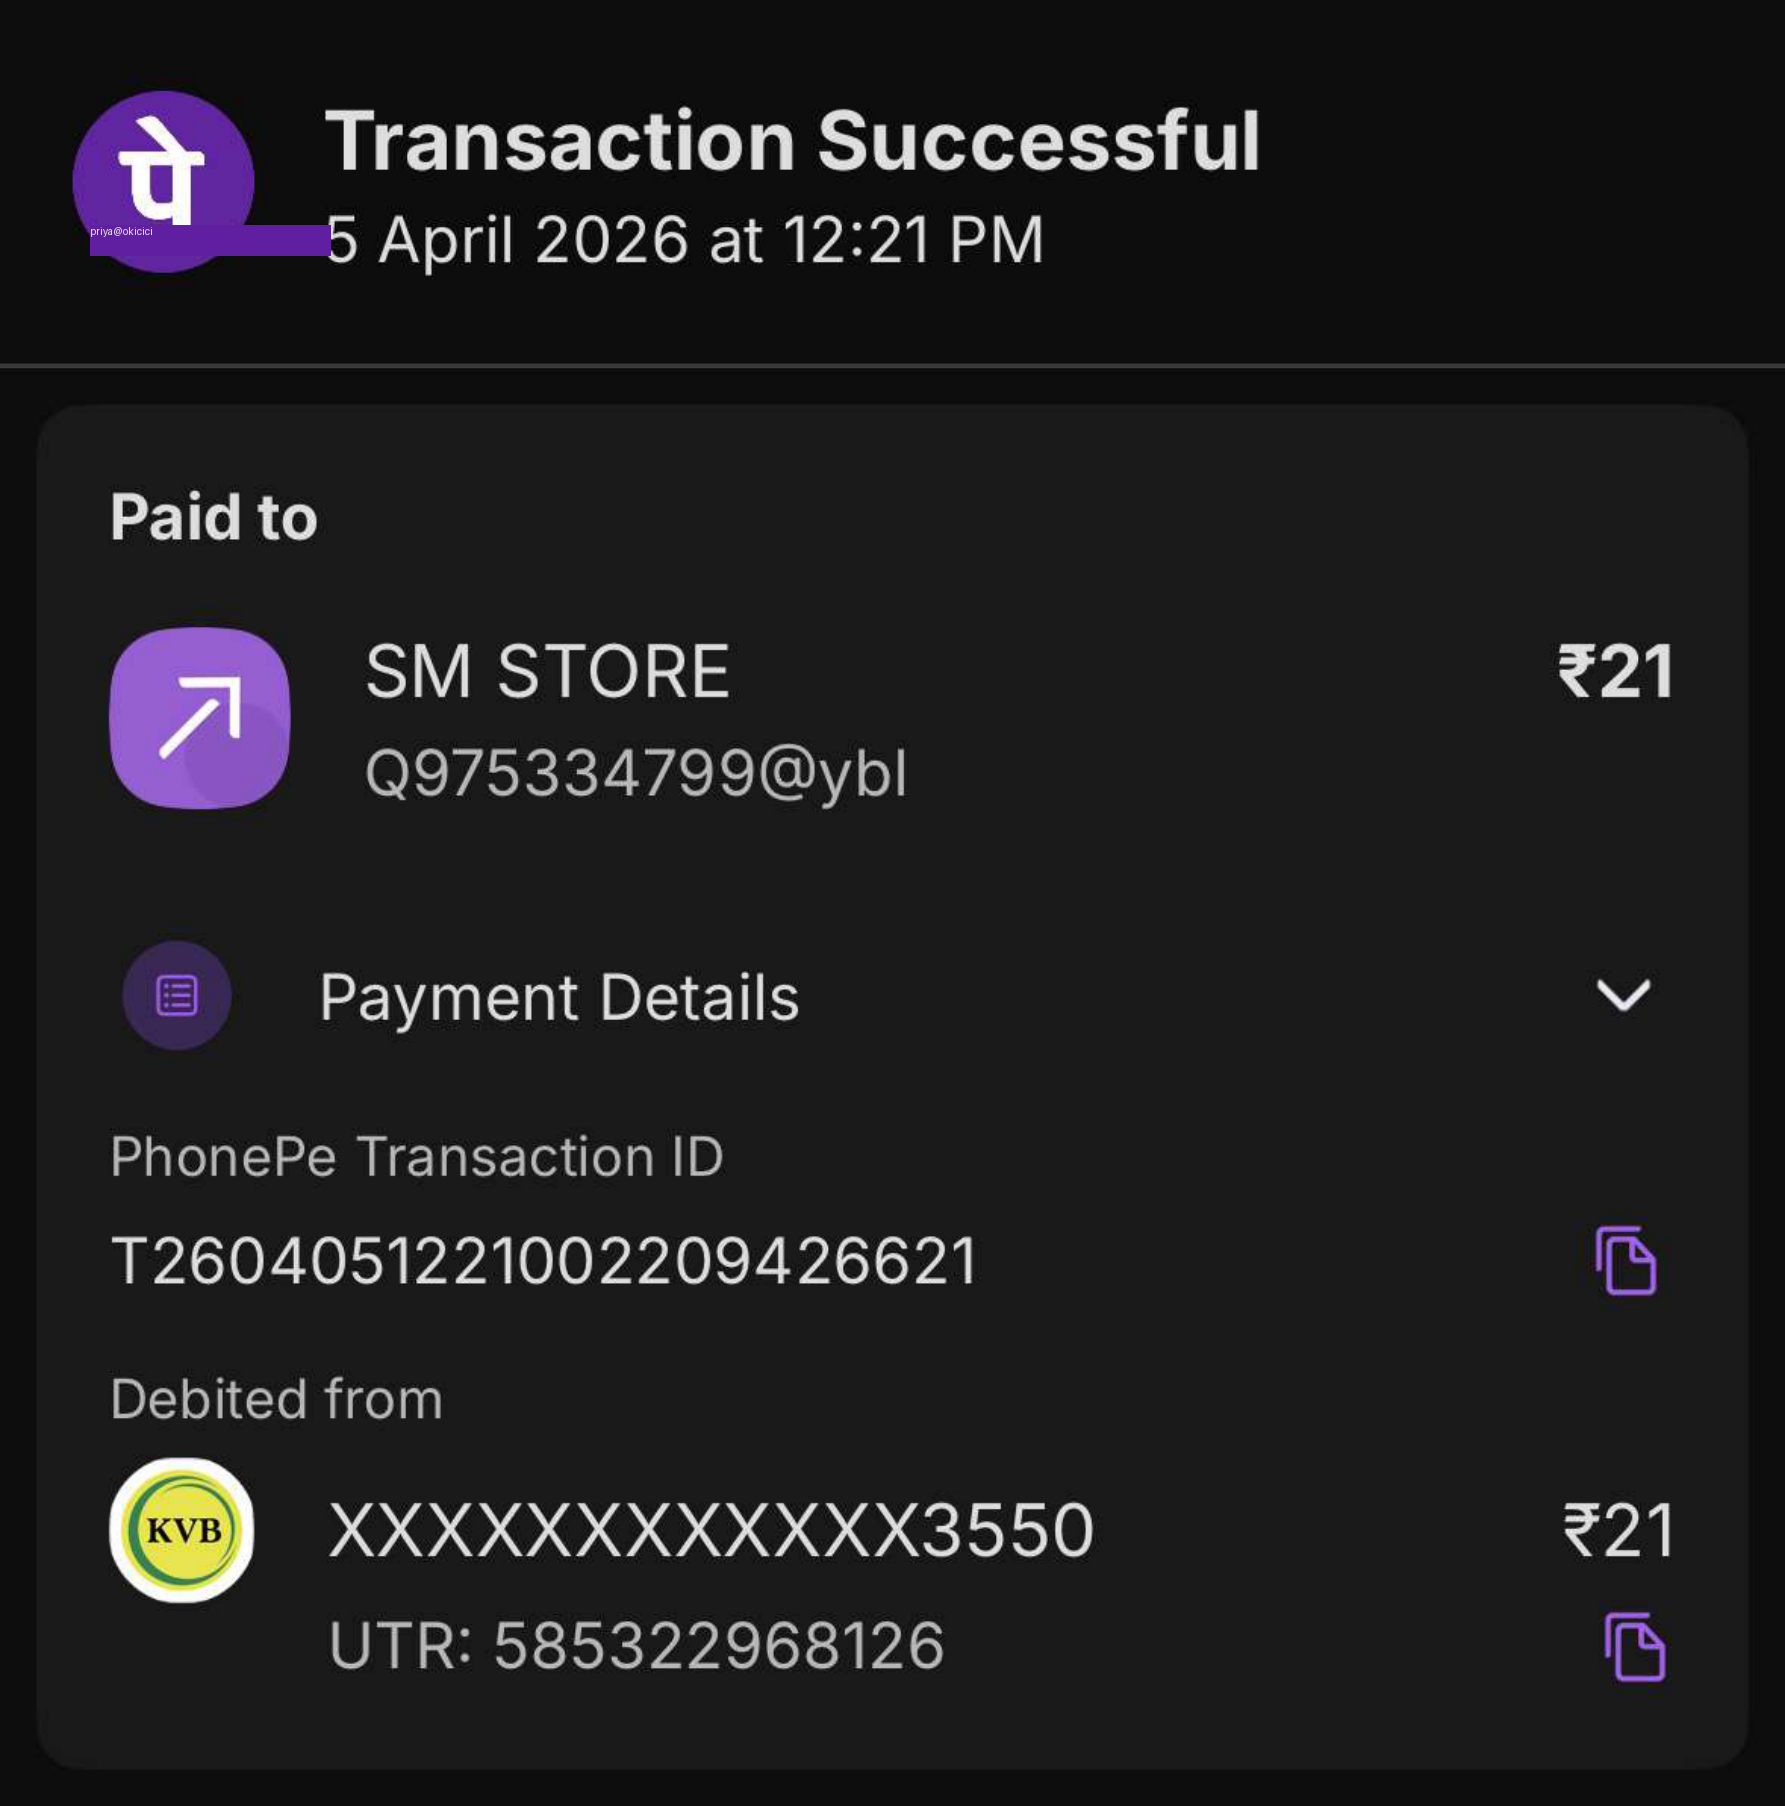 पे
Transaction Successful
priya@okicici
5 April 2026 at 12:21 PM
Paid to
SM STORE
₹21
Q975334799@ybl
Payment Details
PhonePe Transaction ID
T2604051221002209426621
Debited from
KVB
XXXXXXXXXXXX3550
₹21
UTR: 585322968126